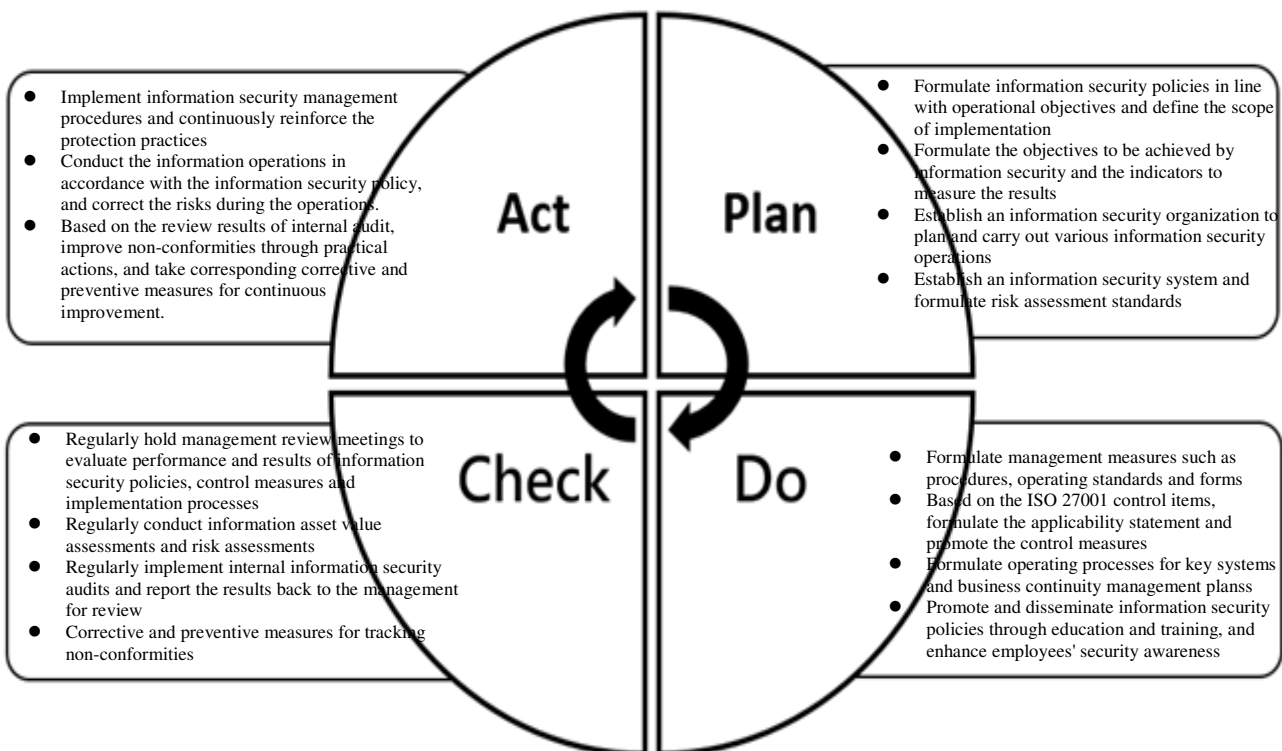 Act
● Implement information security management
procedures and continuously reinforce the
protection practices
● Conduct the information operations in
accordance with the information security policy,
and correct the risks during the operations.
● Based on the review results of internal audit,
improve non-conformities through practical
actions, and take corresponding corrective and
preventive measures for continuous
improvement.
Plan
● Formulate information security policies in line
with operational objectives and define the scope
of implementation
● Formulate the objectives to be achieved by
information security and the indicators to
measure the results
● Establish an information security organization to
plan and carry out various information security
operations
● Establish an information security system and
formulate risk assessment standards
Check
● Regularly hold management review meetings to
evaluate performance and results of information
security policies, control measures and
implementation processes
● Regularly conduct information asset value
assessments and risk assessments
● Regularly implement internal information security
audits and report the results back to the management
for review
● Corrective and preventive measures for tracking
non-conformities
Do
● Formulate management measures such as
procedures, operating standards and forms
● Based on the ISO 27001 control items,
formulate the applicability statement and
promote the control measures
● Formulate operating processes for key systems
and business continuity management planss
● Promote and disseminate information security
policies through education and training, and
enhance employees' security awareness